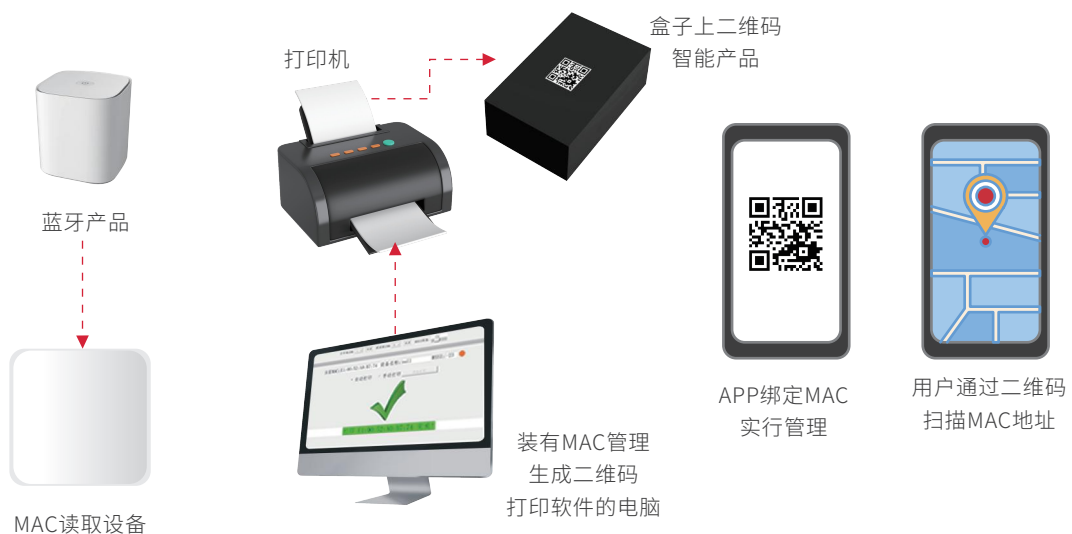 打印机
盒子上二维码
智能产品
蓝牙产品
APP绑定MAC
实行管理
用户通过二维码
扫描MAC地址
装有MAC管理
生成二维码
打印软件的电脑
MAC读取设备